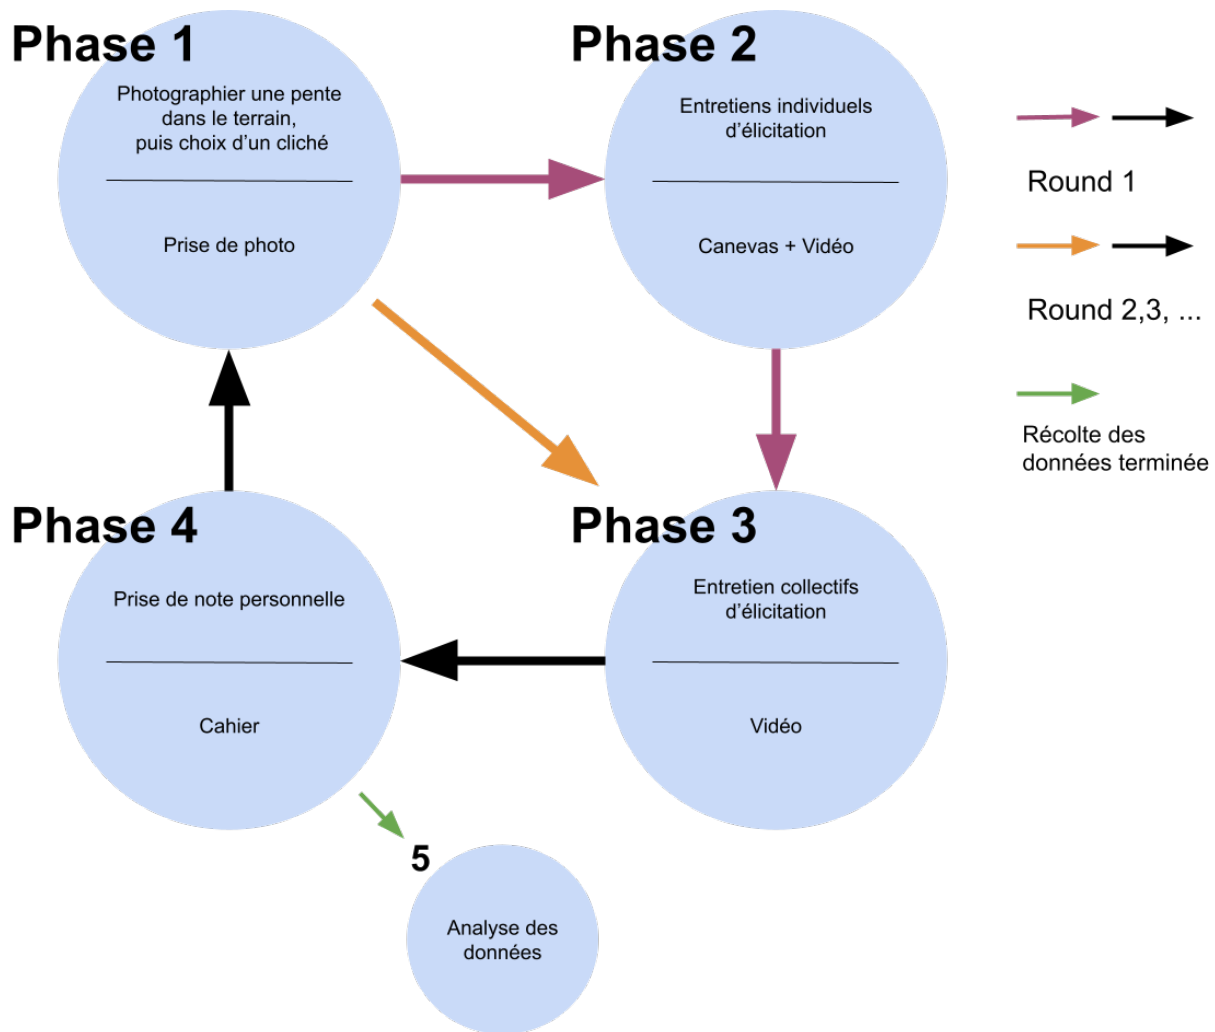 Phase 1
Photographier une pente
dans le terrain,
puis choix d'un cliché
Prise de photo
Phase 2
Entretiens individuels
d'élicitation
Canevas + Vidéo
Round 1
Round 2,3, ...
Récolte des
données terminée
Phase 4
Prise de note personnelle
Cahier
Phase 3
Entretien collectifs
d'élicitation
Vidéo
5
Analyse des
données